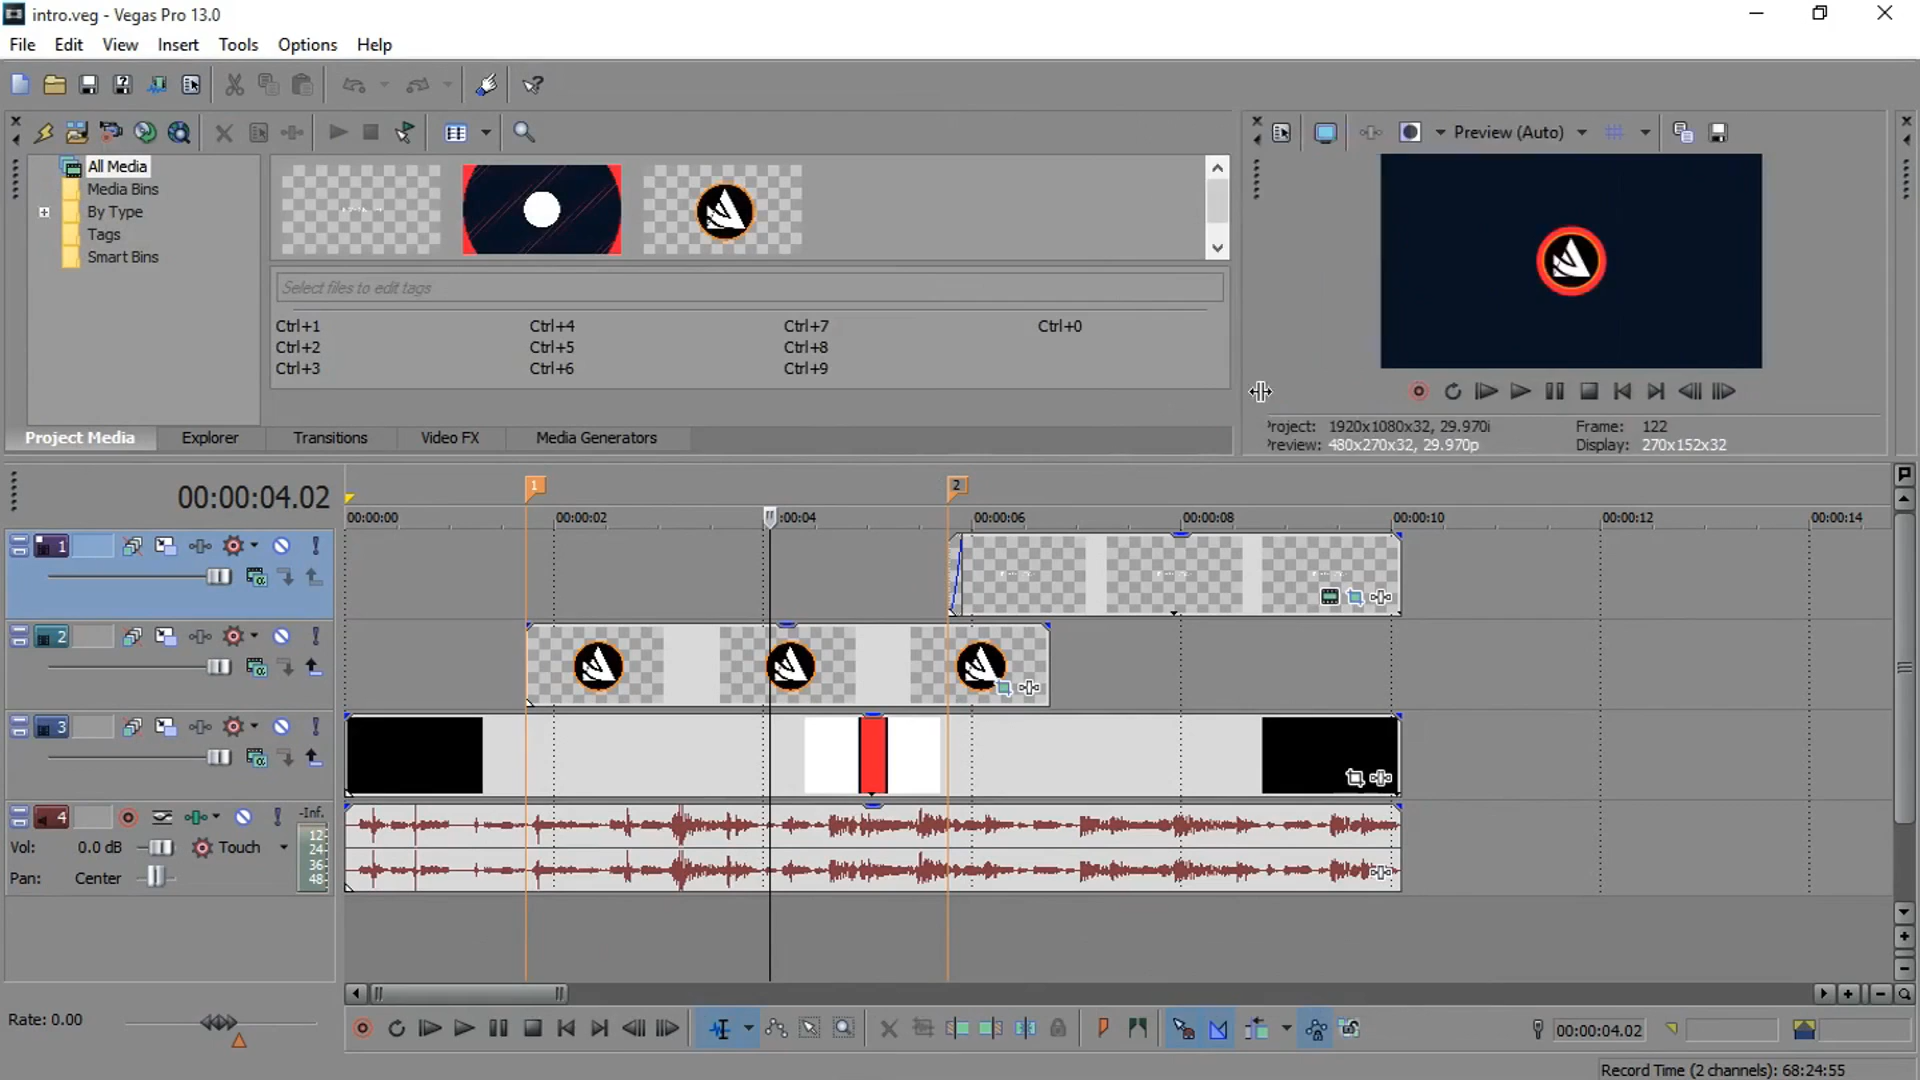 intro.veg - Vegas Pro 13.0
File Edit View Insert Tools Options Help
Preview (Auto)
All Media
Media Bins
By Type
Tags
Smart Bins
Select files to edit tags
Ctrl+1 Ctrl+4 Ctrl+7 Ctrl+0
Ctrl+2 Ctrl+5 Ctrl+8
Ctrl+3 Ctrl+6 Ctrl+9
Project Media Explorer Transitions Video FX Media Generators
Project: 1920x1080x32, 29.970i Frame: 122
Preview: 480x270x32, 29.970p Display: 270x152x32
00:00:04.02
1 2
00:00:00 00:00:02 :00:04 00:00:06 00:00:08 00:00:10 00:00:12 00:00:14
1
2
3
4
-Inf.
12
24
36
48
Vol: 0.0 dB Touch
Pan: Center
Rate: 0.00
00:00:04.02
Record Time (2 channels): 68:24:55